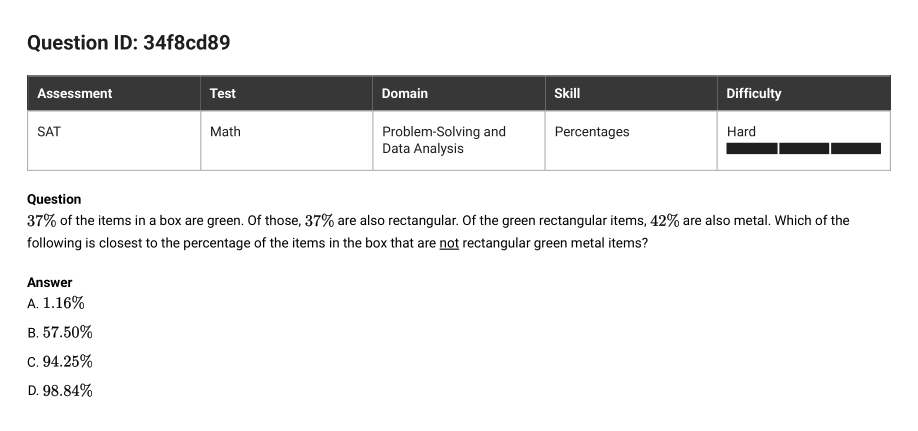 Question ID: 34f8cd89
Assessment Test Domain Skill Difficulty
SAT Math Problem-Solving and Data Analysis Percentages Hard
Question
37% of the items in a box are green. Of those, 37% are also rectangular. Of the green rectangular items, 42% are also metal. Which of the
following is closest to the percentage of the items in the box that are not rectangular green metal items?
Answer
A. 1.16%
B. 57.50%
C. 94.25%
D. 98.84%